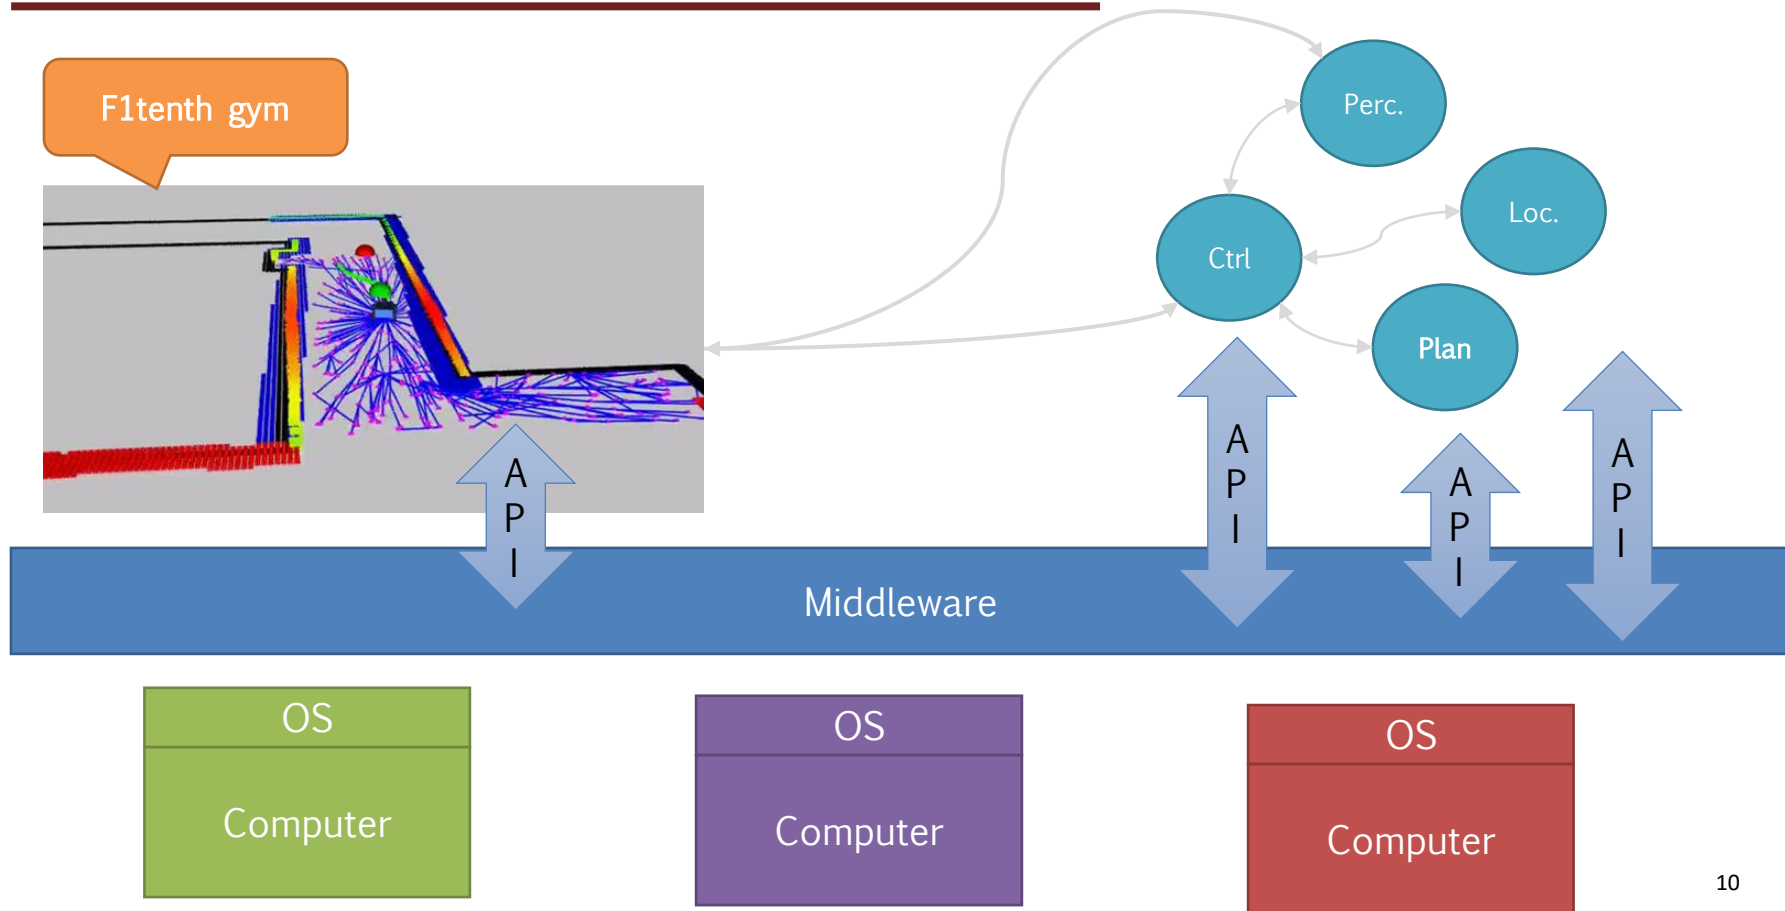 F1tenth gym
Perc.
Loc.
Ctrl
Plan
A
P
I
A
P
I
A
P
I
A
P
I
Middleware
OS
Computer
OS
Computer
OS
Computer
10